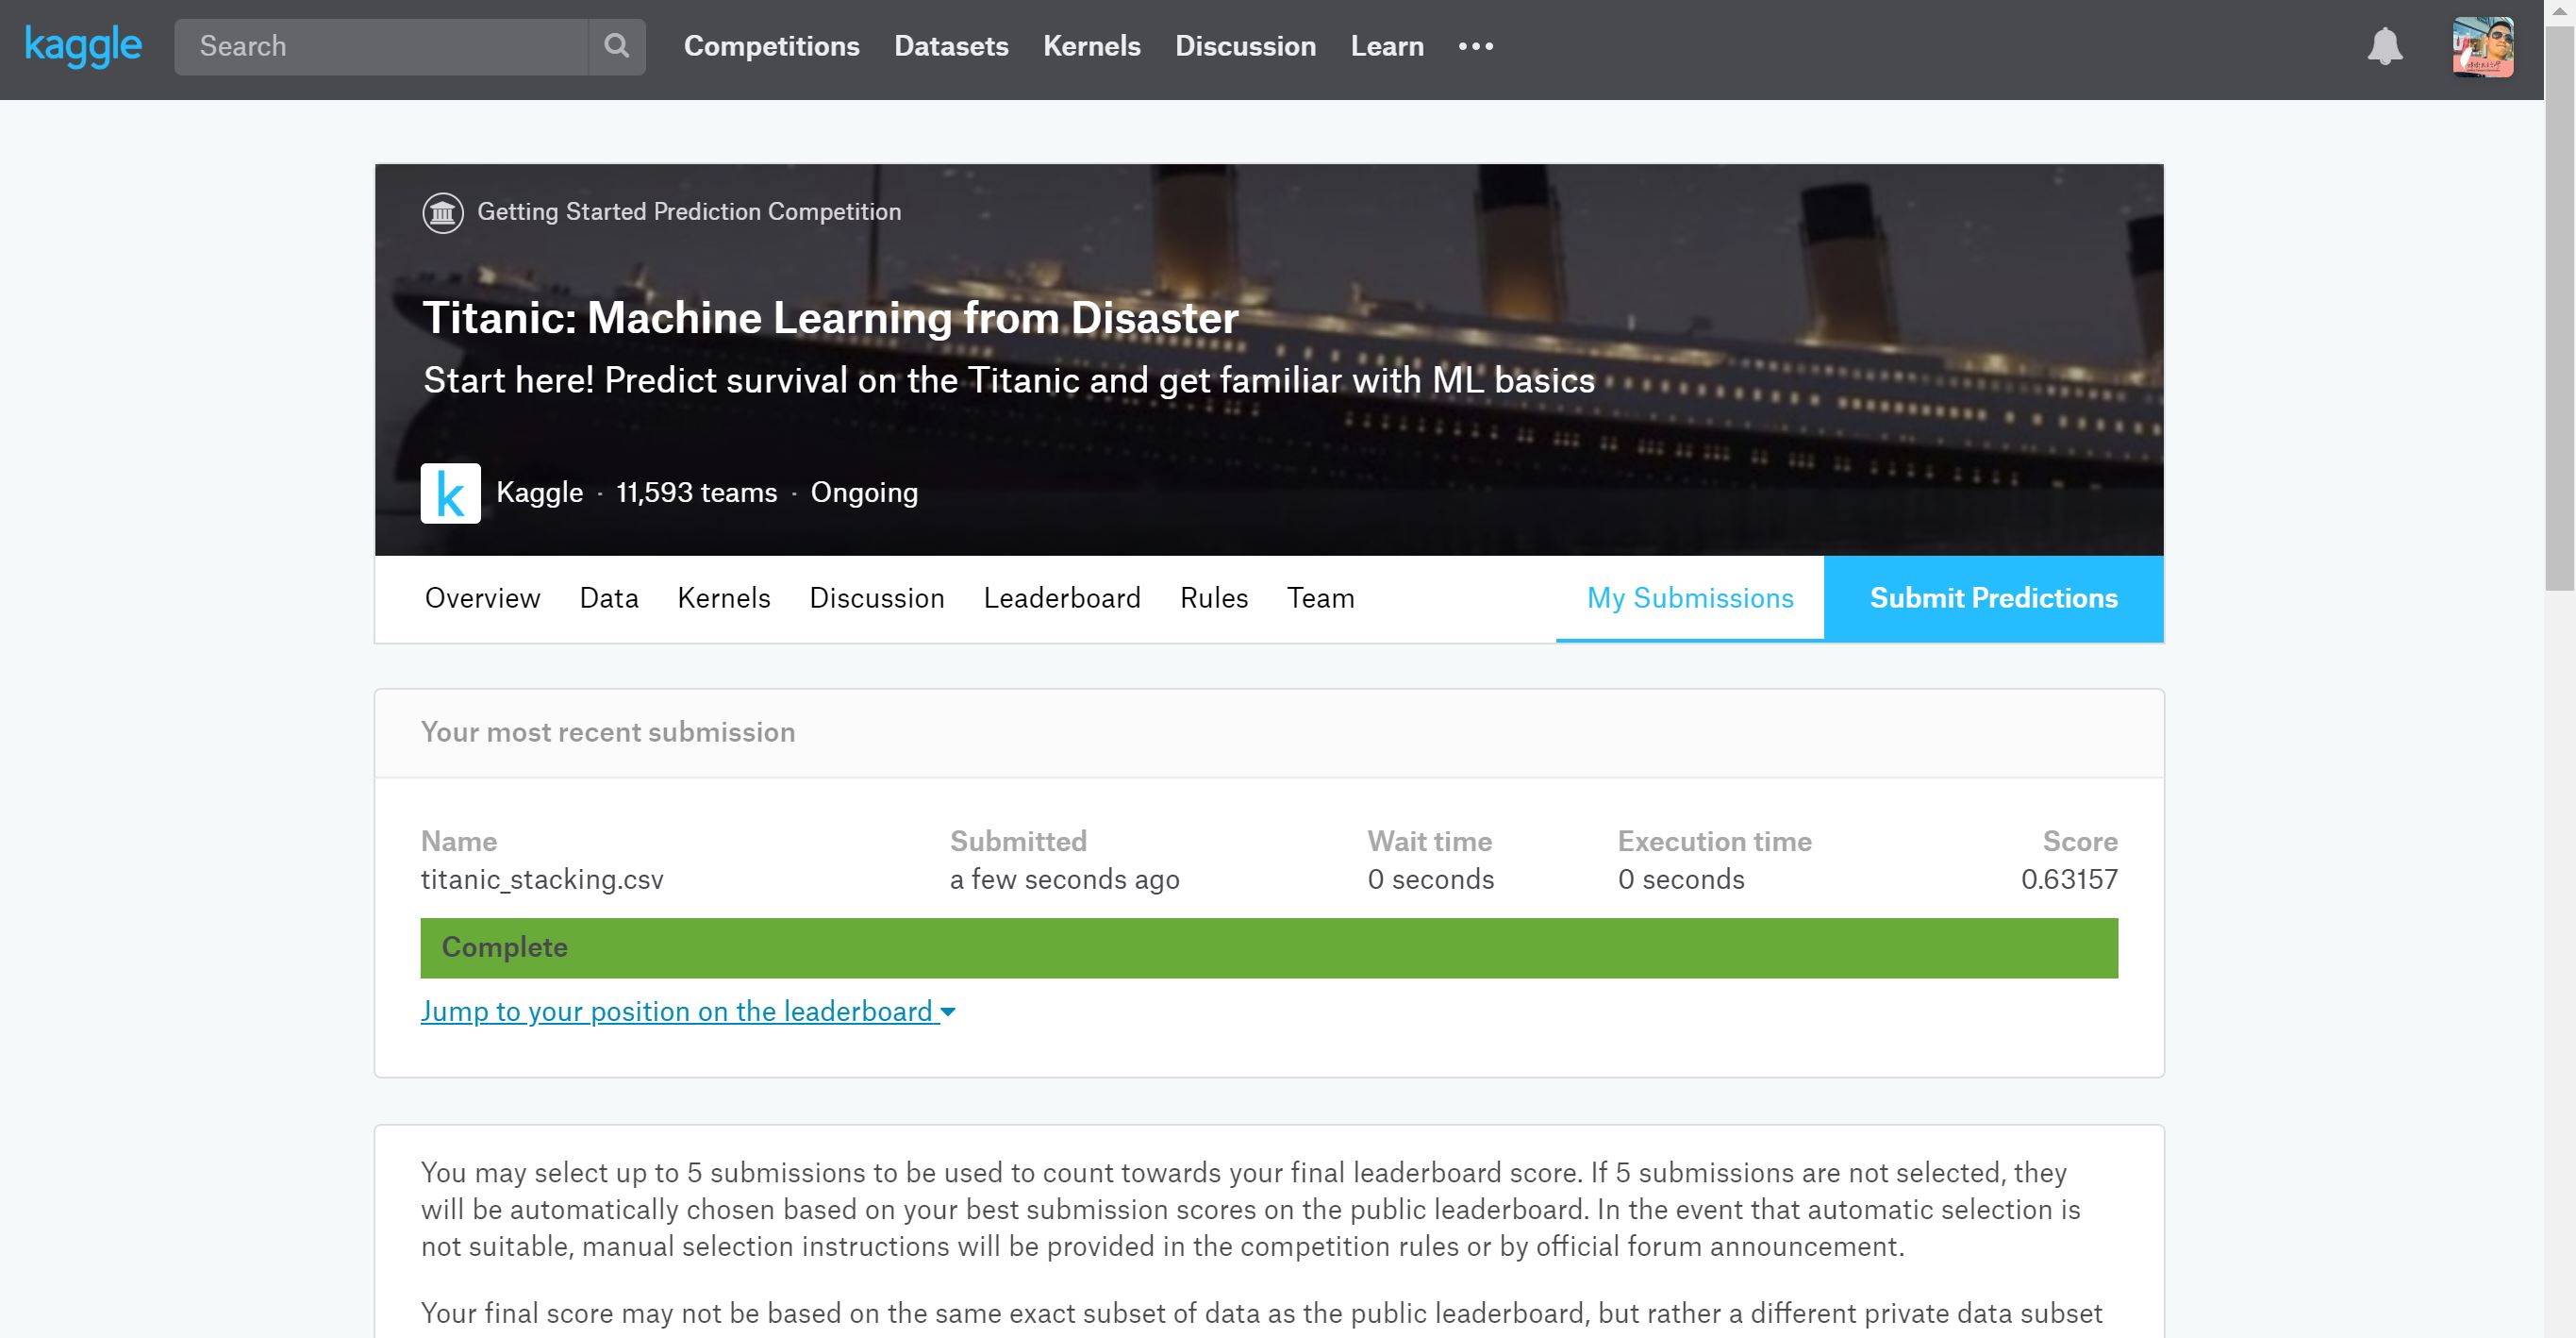 kaggle
Search
Competitions Datasets Kernels Discussion Learn
Getting Started Prediction Competition
Titanic: Machine Learning from Disaster
Start here! Predict survival on the Titanic and get familiar with ML basics
k Kaggle · 11,593 teams · Ongoing
Overview Data Kernels Discussion Leaderboard Rules Team My Submissions Submit Predictions
Your most recent submission
Name Submitted Wait time Execution time Score
titanic_stacking.csv a few seconds ago 0 seconds 0 seconds 0.63157
Complete
Jump to your position on the leaderboard
You may select up to 5 submissions to be used to count towards your final leaderboard score. If 5 submissions are not selected, they
will be automatically chosen based on your best submission scores on the public leaderboard. In the event that automatic selection is
not suitable, manual selection instructions will be provided in the competition rules or by official forum announcement.
Your final score may not be based on the same exact subset of data as the public leaderboard, but rather a different private data subset